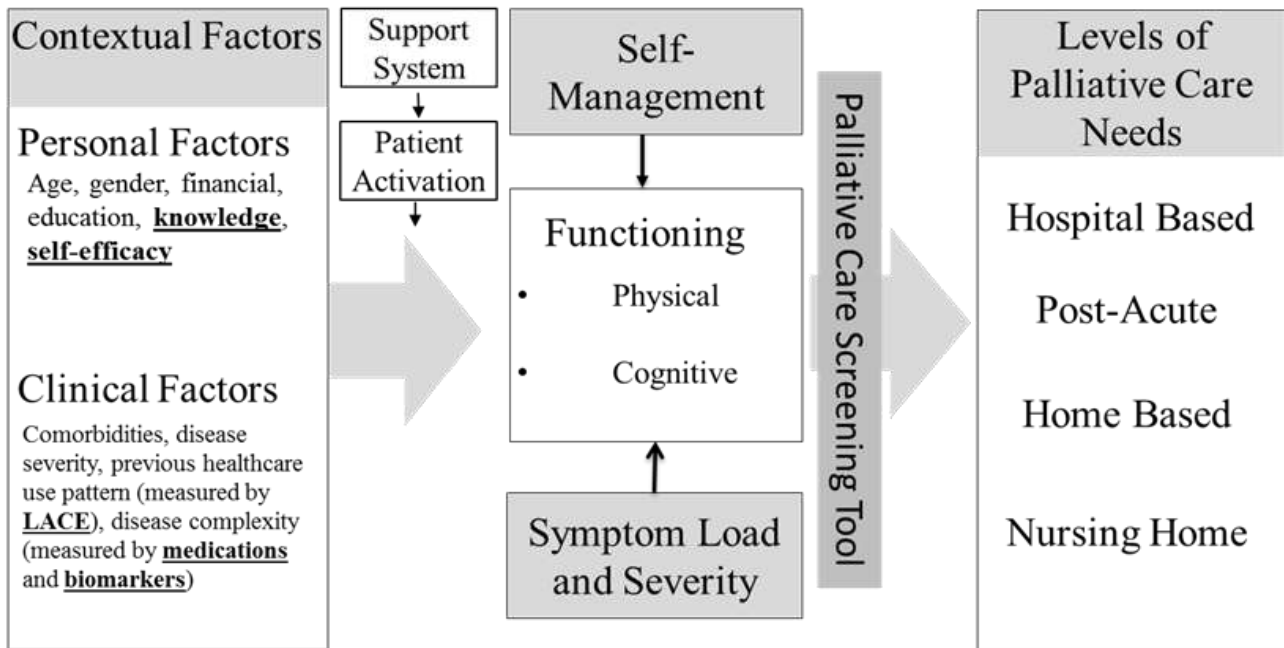 Contextual Factors
Personal Factors
Age, gender, financial,
education, knowledge,
self-efficacy
Clinical Factors
Comorbidities, disease
severity, previous healthcare
use pattern (measured by
LACE), disease complexity
(measured by medications
and biomarkers)
Support
System
Patient
Activation
Self-
Management
Functioning
• Physical
• Cognitive
Symptom Load
and Severity
Palliative Care Screening Tool
Levels of
Palliative Care
Needs
Hospital Based
Post-Acute
Home Based
Nursing Home